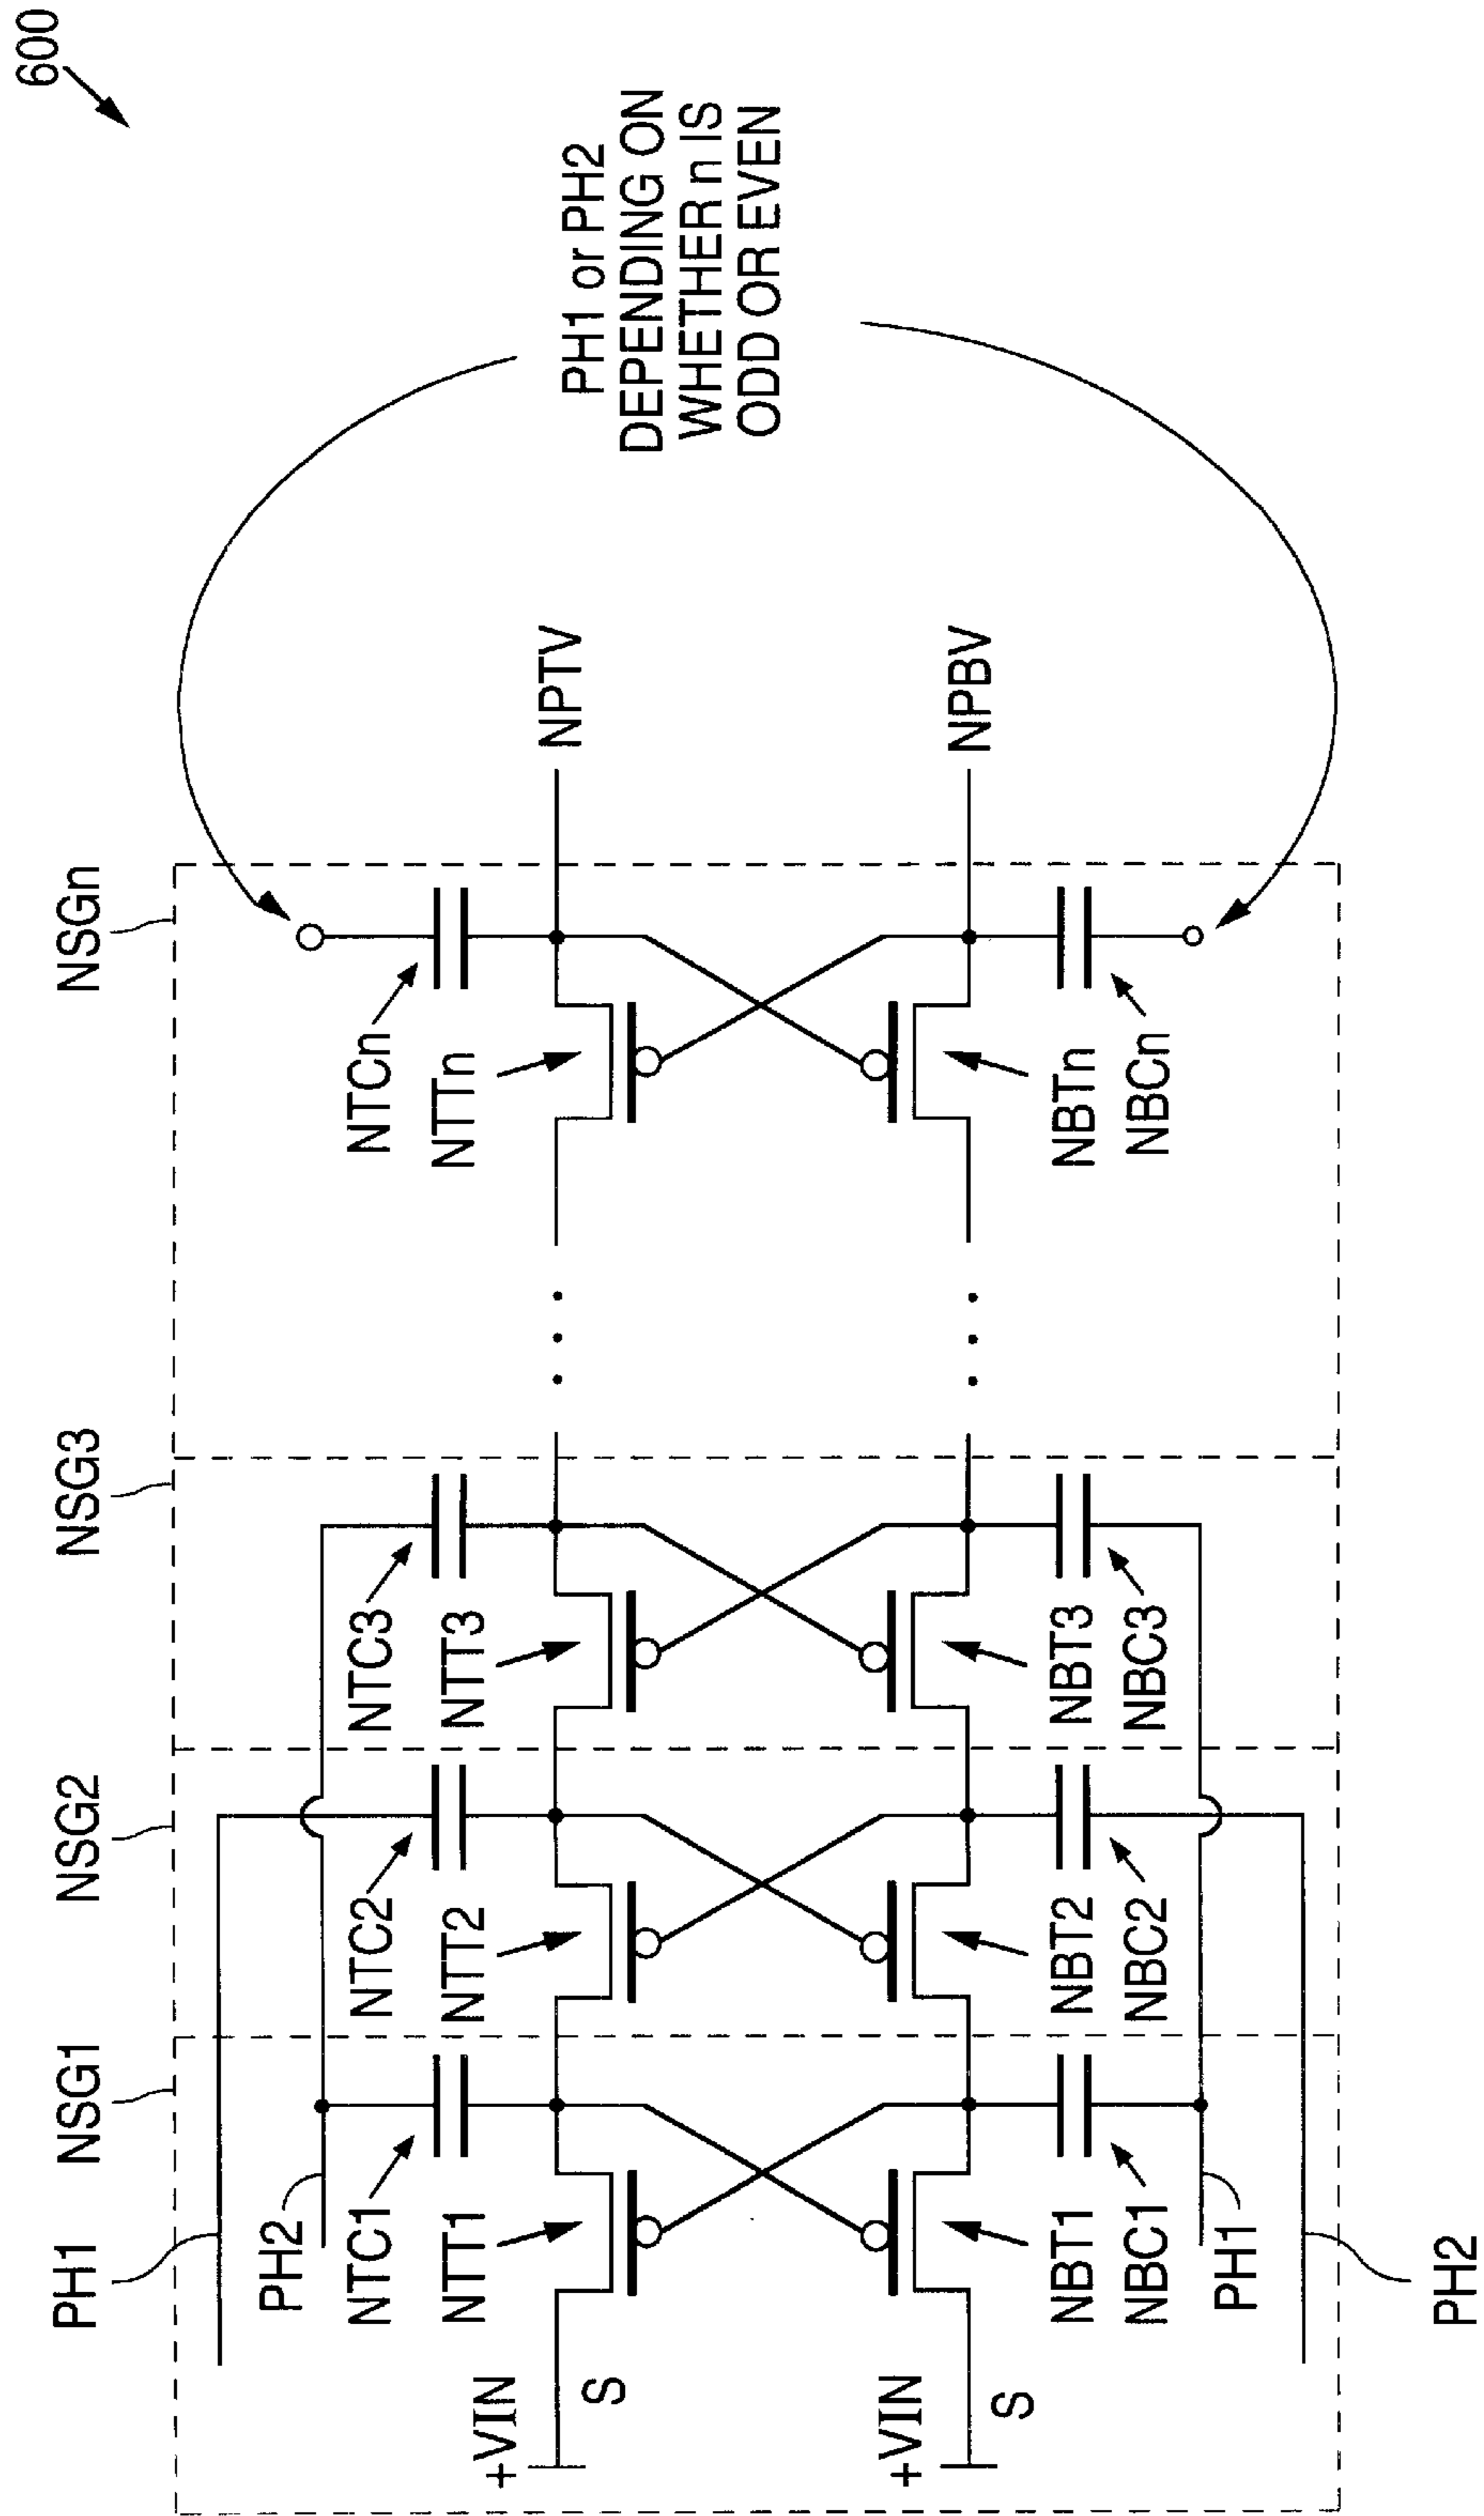 600
PH1 or PH2
DEPENDING ON
WHETHER n IS
ODD OR EVEN
NSG1
NSG2
NSG3
NSGn
PH1
PH2
NTC1
NTC2
NTC3
NTCn
NTT1
NTT2
NTT3
NTTn
+VIN
S
NPTV
+VIN
S
NPBV
NBT1
NBT2
NBT3
NBTn
NBC1
NBC2
NBC3
NBCn
PH1
PH2